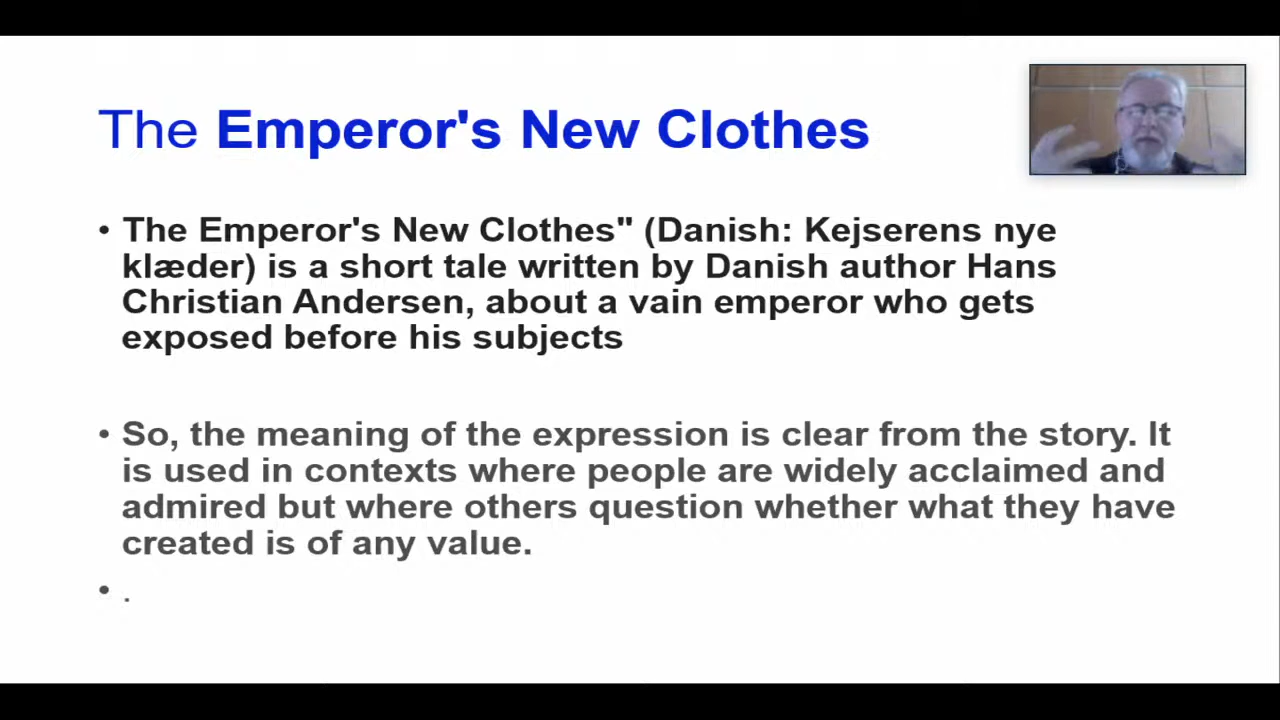 The Emperor's New Clothes
• The Emperor's New Clothes" (Danish: Kejserens nye
klæder) is a short tale written by Danish author Hans
Christian Andersen, about a vain emperor who gets
exposed before his subjects
• So, the meaning of the expression is clear from the story. It
is used in contexts where people are widely acclaimed and
admired but where others question whether what they have
created is of any value.
• .